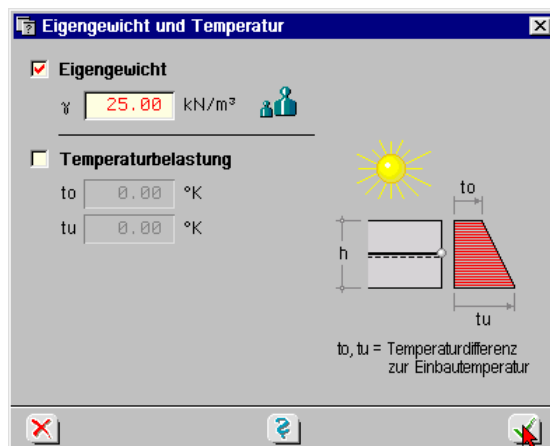 Eigengewicht und Temperatur
Eigengewicht
γ 25.00 kN/m³
Temperaturbelastung
to 0.00 °K
tu 0.00 °K
to
h
tu
to, tu = Temperaturdifferenz
zur Einbautemperatur